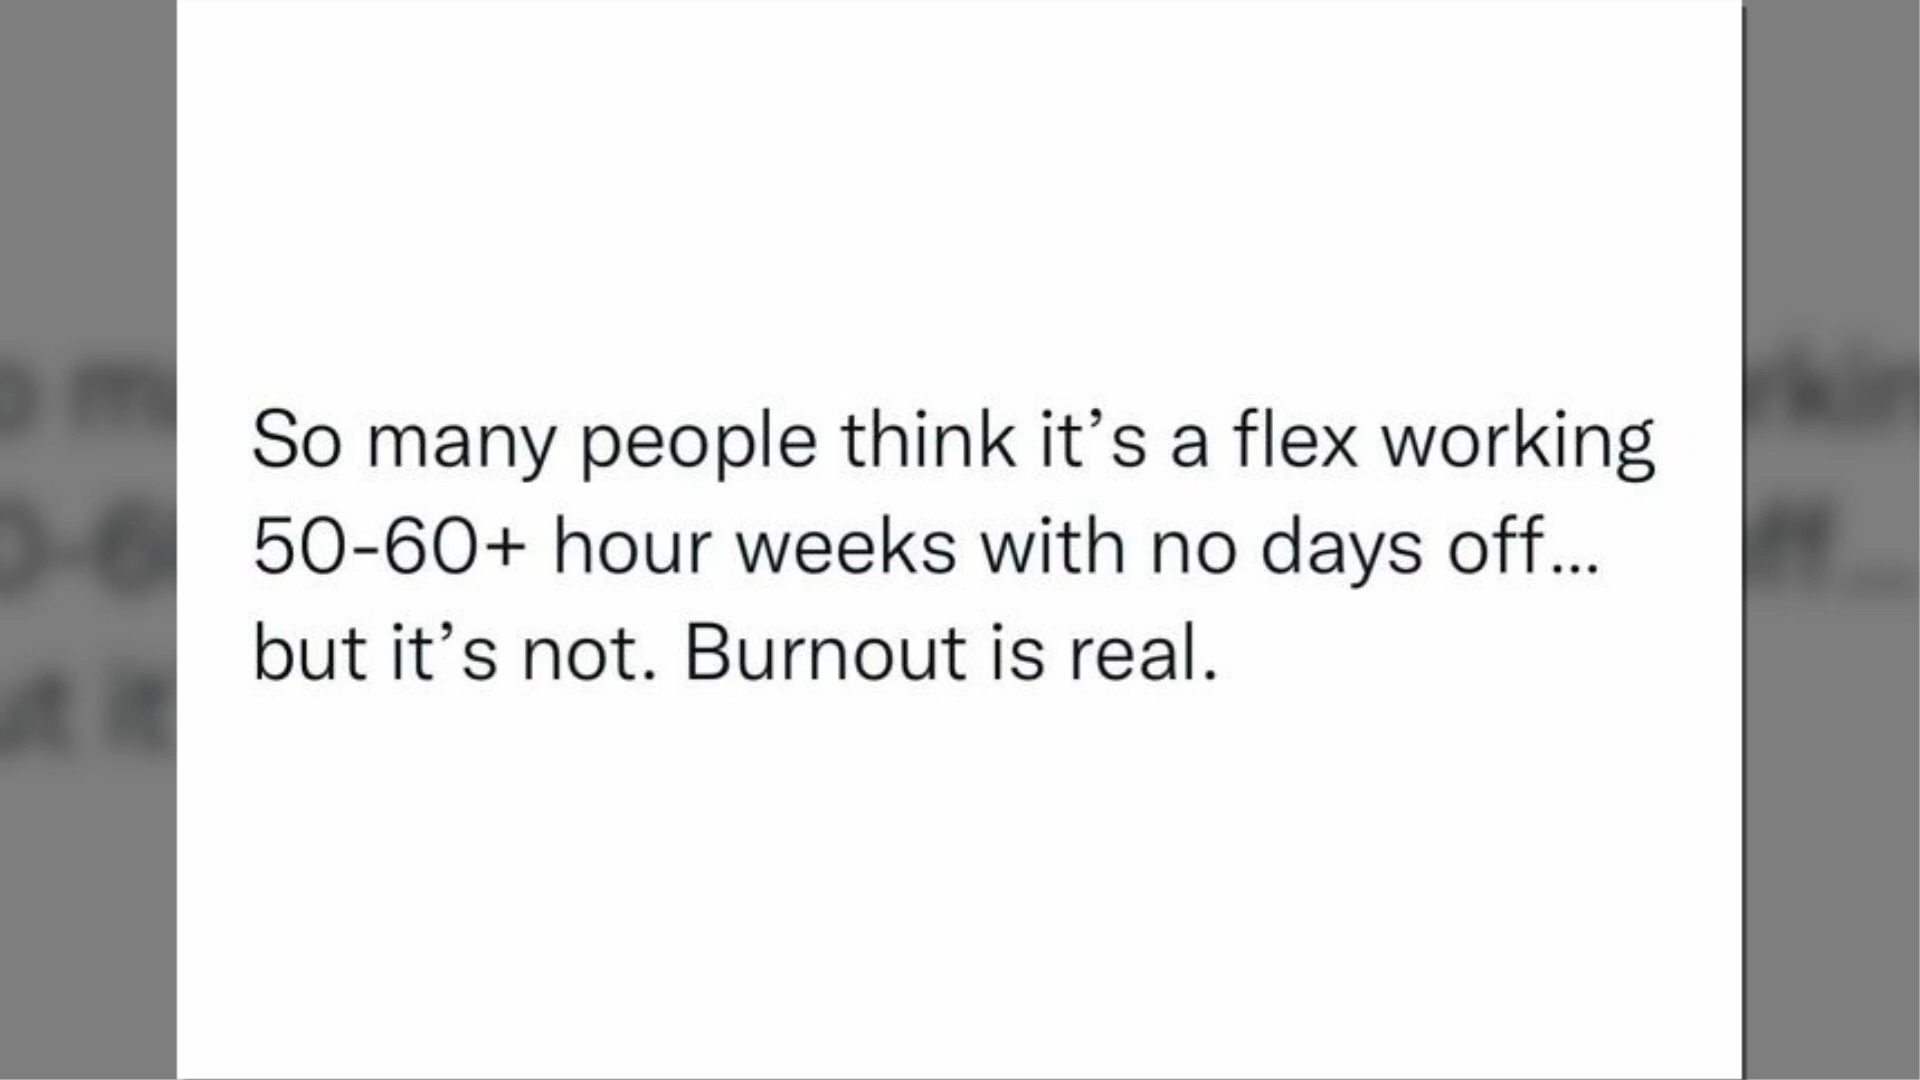 So many people think it’s a flex working
50-60+ hour weeks with no days off...
but it’s not. Burnout is real.